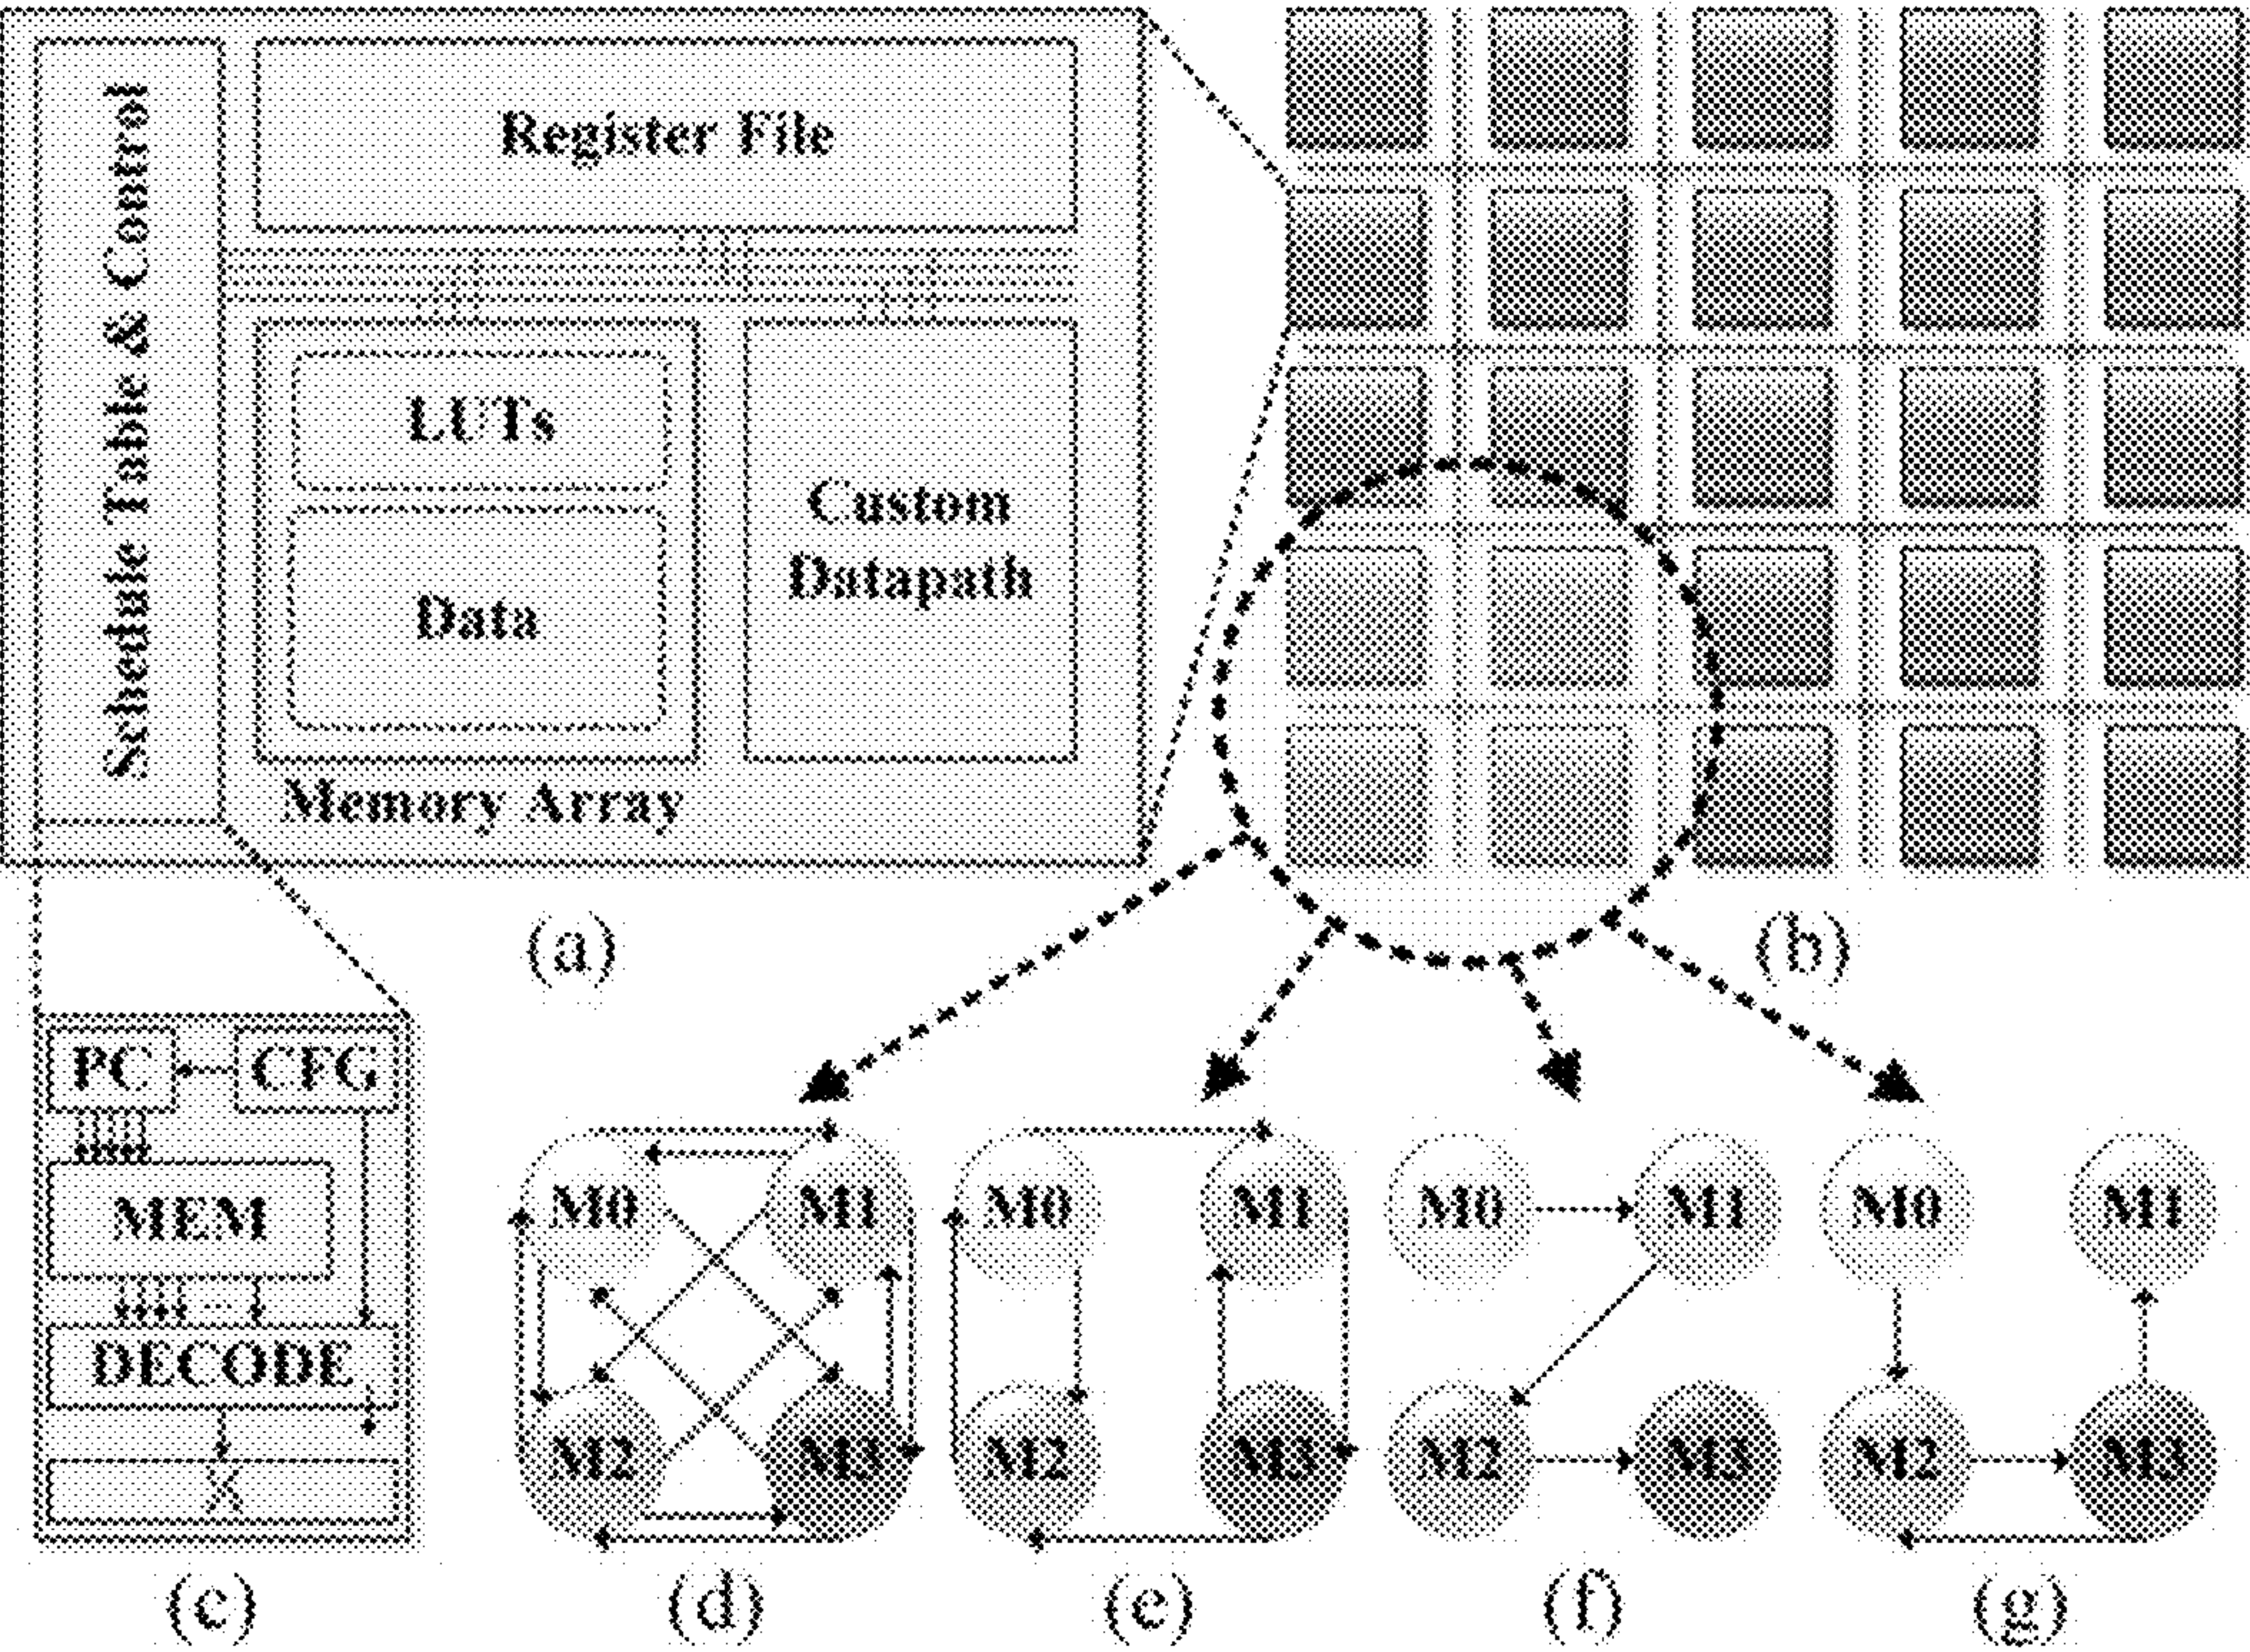 Schedule Table & Control
Register File
LUTs
Data
Custom
Datapath
Memory Array
(a)
(b)
PC
CFG
MEM
...
DECODE
X
(c)
M0
M1
M2
M3
(d)
M0
M1
M2
M3
(e)
M0
M1
M2
M3
(f)
M0
M1
M2
M3
(g)